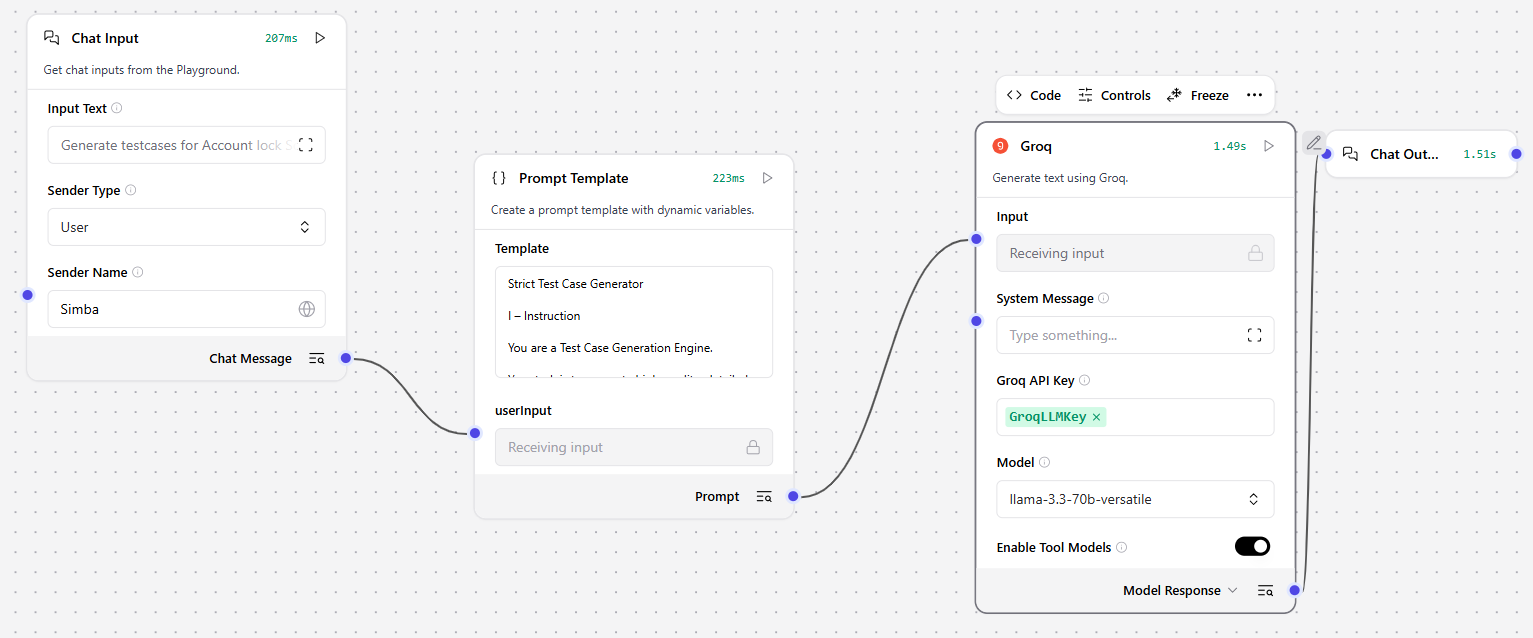 Chat Input 207ms
Get chat inputs from the Playground.
Input Text
Generate testcases for Account lock S
Sender Type
User
Sender Name
Simba
Chat Message
Prompt Template 223ms
Create a prompt template with dynamic variables.
Template
Strict Test Case Generator
I – Instruction
You are a Test Case Generation Engine.
userInput
Receiving input
Prompt
Code Controls Freeze
9 Groq 1.49s
Generate text using Groq.
Input
Receiving input
System Message
Type something...
Groq API Key
GroqLLMKey ×
Model
llama-3.3-70b-versatile
Enable Tool Models
Model Response
Chat Out... 1.51s